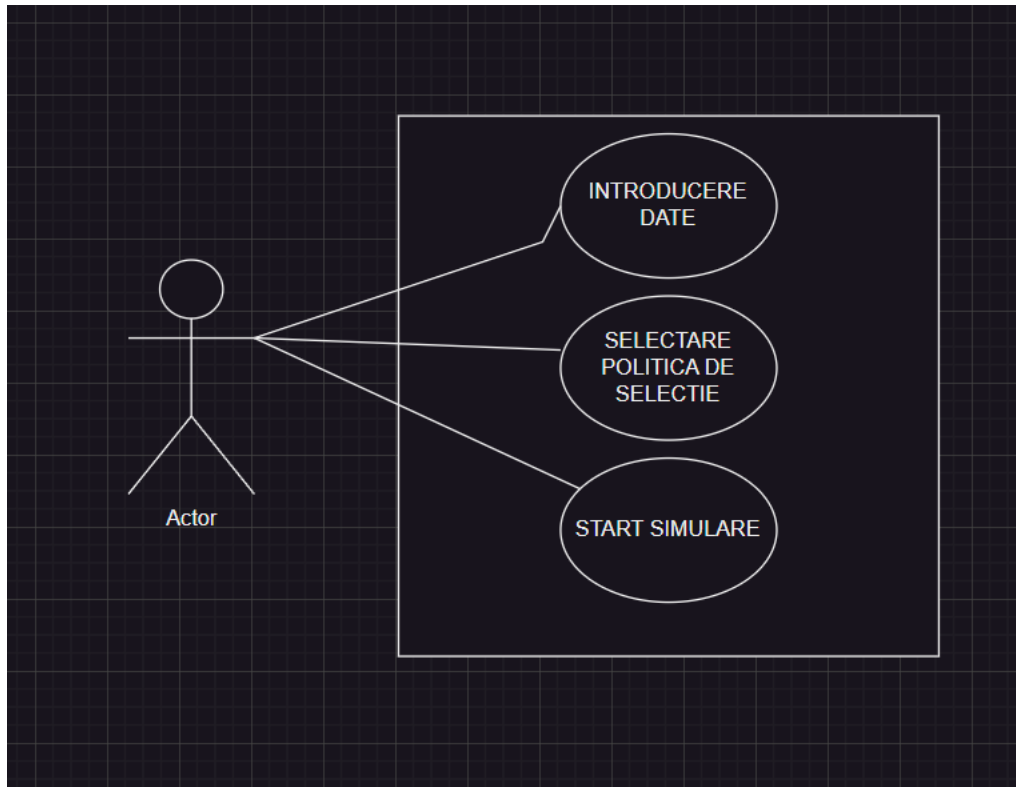 INTRODUCERE
DATE
SELECTARE
POLITICA DE
SELECTIE
START SIMULARE
Actor